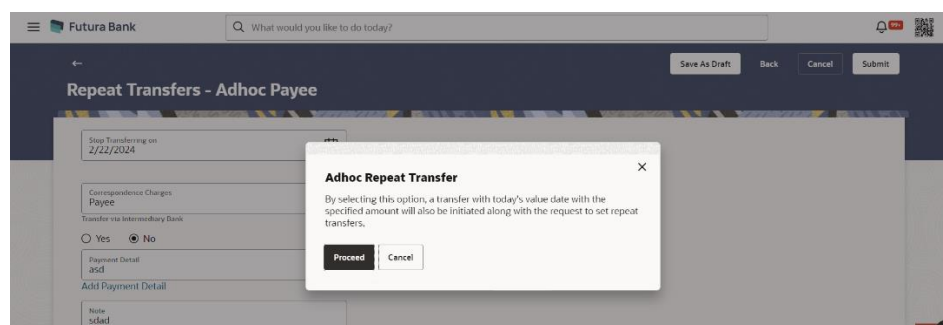 Futura Bank
What would you like to do today?
99+
Save As Draft
Back
Cancel
Submit
Repeat Transfers - Adhoc Payee
Stop Transferring on
2/22/2024
Correspondence Charges
Payee
Transfer via Intermediary Bank
Yes
No
Payment Detail
asd
Add Payment Detail
Note
sdad
Adhoc Repeat Transfer
By selecting this option, a transfer with today's value date with the
specified amount will also be initiated along with the request to set repeat
transfers.
Proceed
Cancel